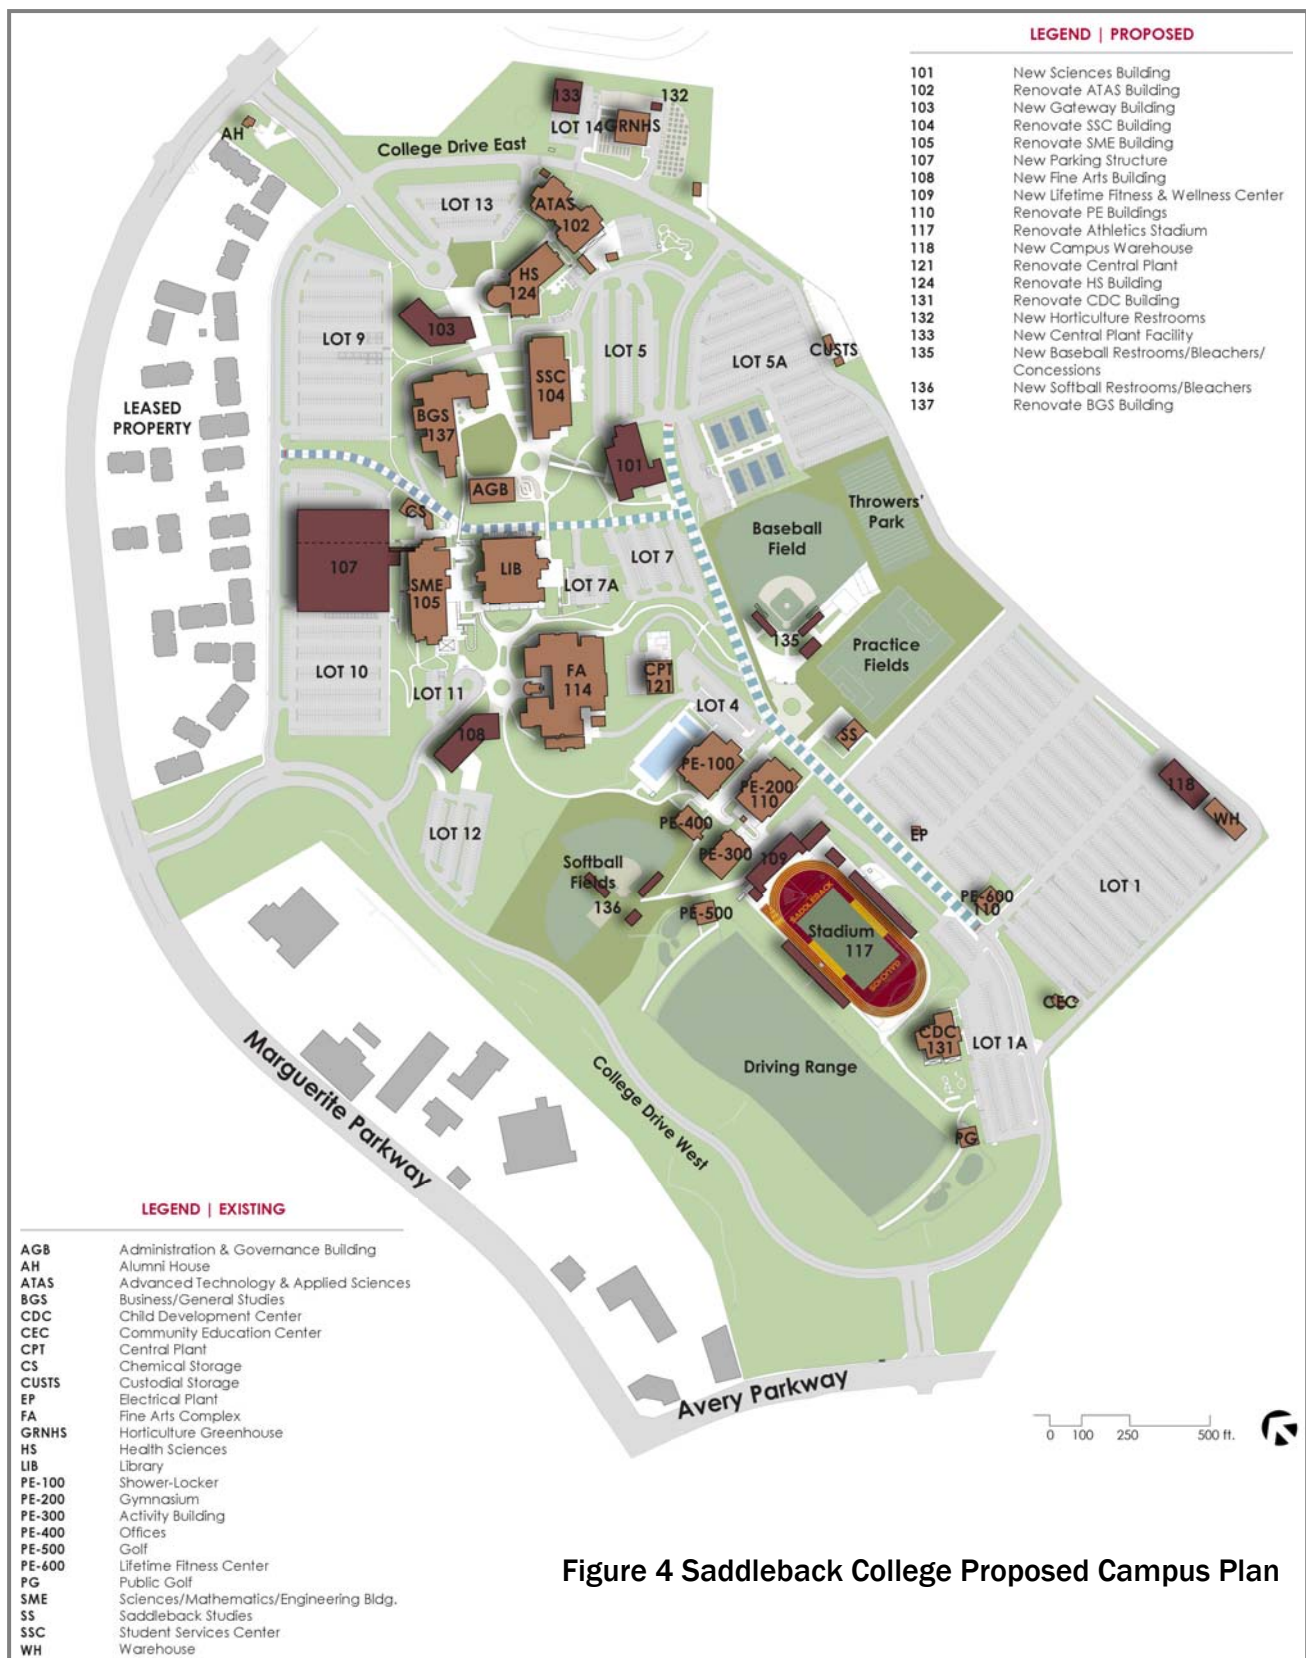 LEGEND | PROPOSED
101 New Sciences Building
102 Renovate ATAS Building
103 New Gateway Building
104 Renovate SSC Building
105 Renovate SME Building
107 New Parking Structure
108 New Fine Arts Building
109 New Lifetime Fitness & Wellness Center
110 Renovate PE Buildings
117 Renovate Athletics Stadium
118 New Campus Warehouse
121 Renovate Central Plant
124 Renovate HS Building
131 Renovate CDC Building
132 New Horticulture Restrooms
133 New Central Plant Facility
135 New Baseball Restrooms/Bleachers/
Concessions
136 New Softball Restrooms/Bleachers
137 Renovate BGS Building
133
132
LOT 14
GRNHS
AH
College Drive East
LOT 13
ATAS
102
HS
124
103
LOT 9
LOT 5
LOT 5A
CUSTS
SSC
104
LEASED
PROPERTY
BGS
137
101
AGB
CS
Throwers'
Park
Baseball
Field
107
SME
105
LIB
LOT 7
LOT 7A
135
Practice
Fields
LOT 10
LOT 11
FA
114
CPT
121
LOT 4
108
SS
PE-100
PE-200
110
118
WH
LOT 12
PE-400
EP
PE-300
109
Softball
Fields
136
PE-500
PE-600
110
LOT 1
SADDLEBACK
Stadium
117
GAUCHOS
CEC
CDC
131
LOT 1A
Driving Range
PG
Marguerite Parkway
College Drive West
Avery Parkway
0 100 250 500 ft.
LEGEND | EXISTING
AGB Administration & Governance Building
AH Alumni House
ATAS Advanced Technology & Applied Sciences
BGS Business/General Studies
CDC Child Development Center
CEC Community Education Center
CPT Central Plant
CS Chemical Storage
CUSTS Custodial Storage
EP Electrical Plant
FA Fine Arts Complex
GRNHS Horticulture Greenhouse
HS Health Sciences
LIB Library
PE-100 Shower-Locker
PE-200 Gymnasium
PE-300 Activity Building
PE-400 Offices
PE-500 Golf
PE-600 Lifetime Fitness Center
PG Public Golf
SME Sciences/Mathematics/Engineering Bldg.
SS Saddleback Studies
SSC Student Services Center
WH Warehouse
Figure 4 Saddleback College Proposed Campus Plan